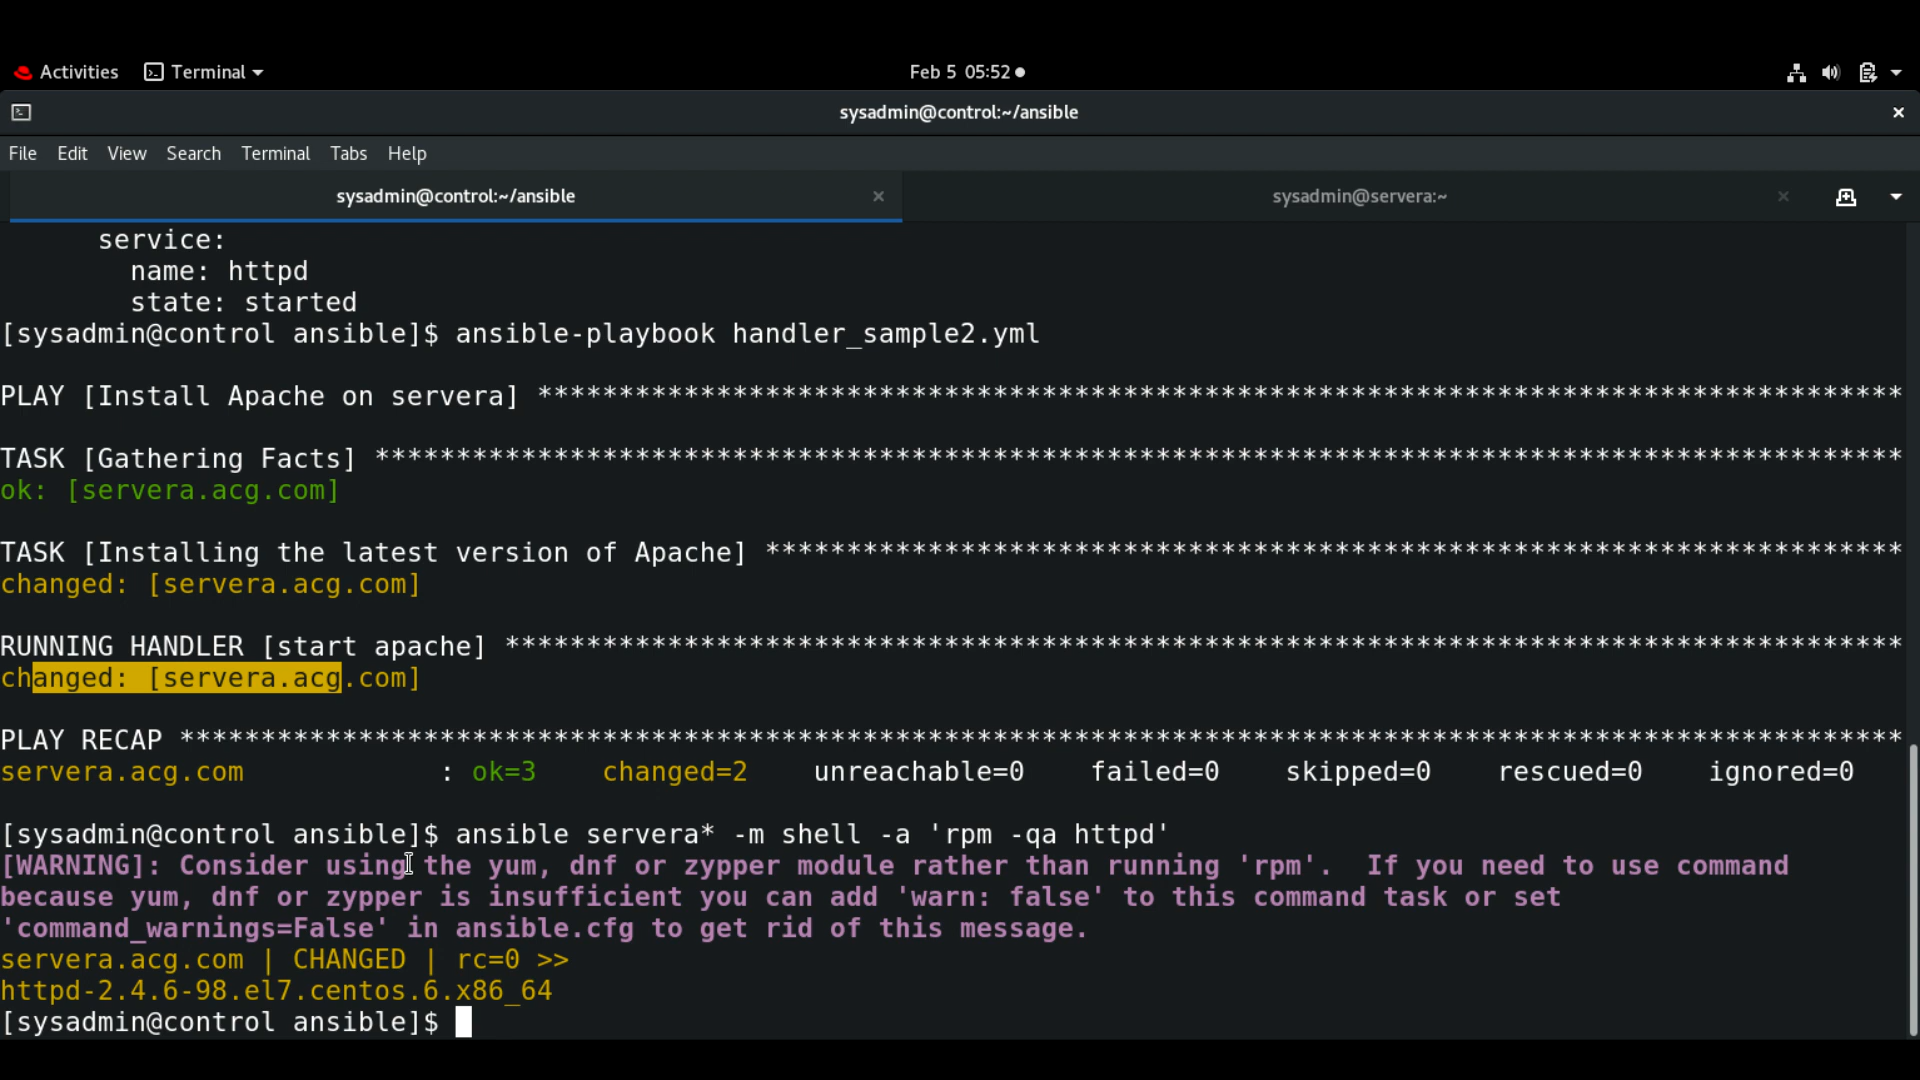 Activities Terminal Feb 5 05:52
sysadmin@control:~/ansible
File Edit View Search Terminal Tabs Help
sysadmin@control:~/ansible sysadmin@servera:~
service:
name: httpd
state: started
[sysadmin@control ansible]$ ansible-playbook handler_sample2.yml
PLAY [Install Apache on servera] ************************************************************************************
TASK [Gathering Facts] **********************************************************************************************
ok: [servera.acg.com]
TASK [Installing the latest version of Apache] **********************************************************************
changed: [servera.acg.com]
RUNNING HANDLER [start apache] **************************************************************************************
changed: [servera.acg.com]
PLAY RECAP **********************************************************************************************************
servera.acg.com : ok=3 changed=2 unreachable=0 failed=0 skipped=0 rescued=0 ignored=0
[sysadmin@control ansible]$ ansible servera* -m shell -a 'rpm -qa httpd'
[WARNING]: Consider using the yum, dnf or zypper module rather than running 'rpm'. If you need to use command
because yum, dnf or zypper is insufficient you can add 'warn: false' to this command task or set
'command_warnings=False' in ansible.cfg to get rid of this message.
servera.acg.com | CHANGED | rc=0 >>
httpd-2.4.6-98.el7.centos.6.x86_64
[sysadmin@control ansible]$